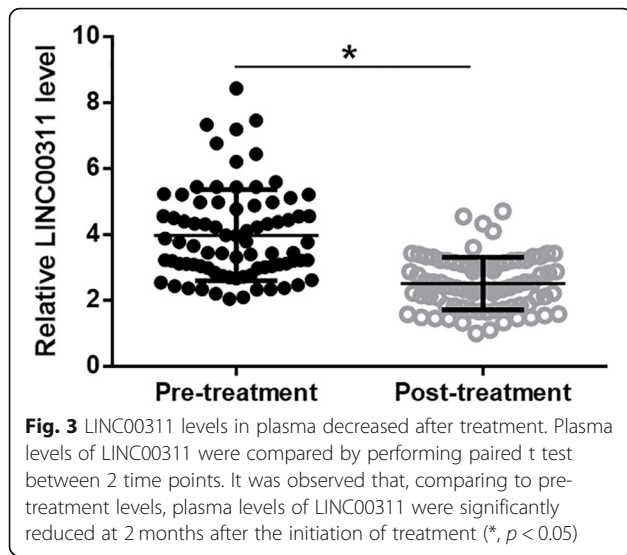 10
*
8
6
4
2
0
Relative LINC00311 level
Pre-treatment Post-treatment
Fig. 3 LINC00311 levels in plasma decreased after treatment. Plasma
levels of LINC00311 were compared by performing paired t test
between 2 time points. It was observed that, comparing to pre-
treatment levels, plasma levels of LINC00311 were significantly
reduced at 2 months after the initiation of treatment (*, p < 0.05)